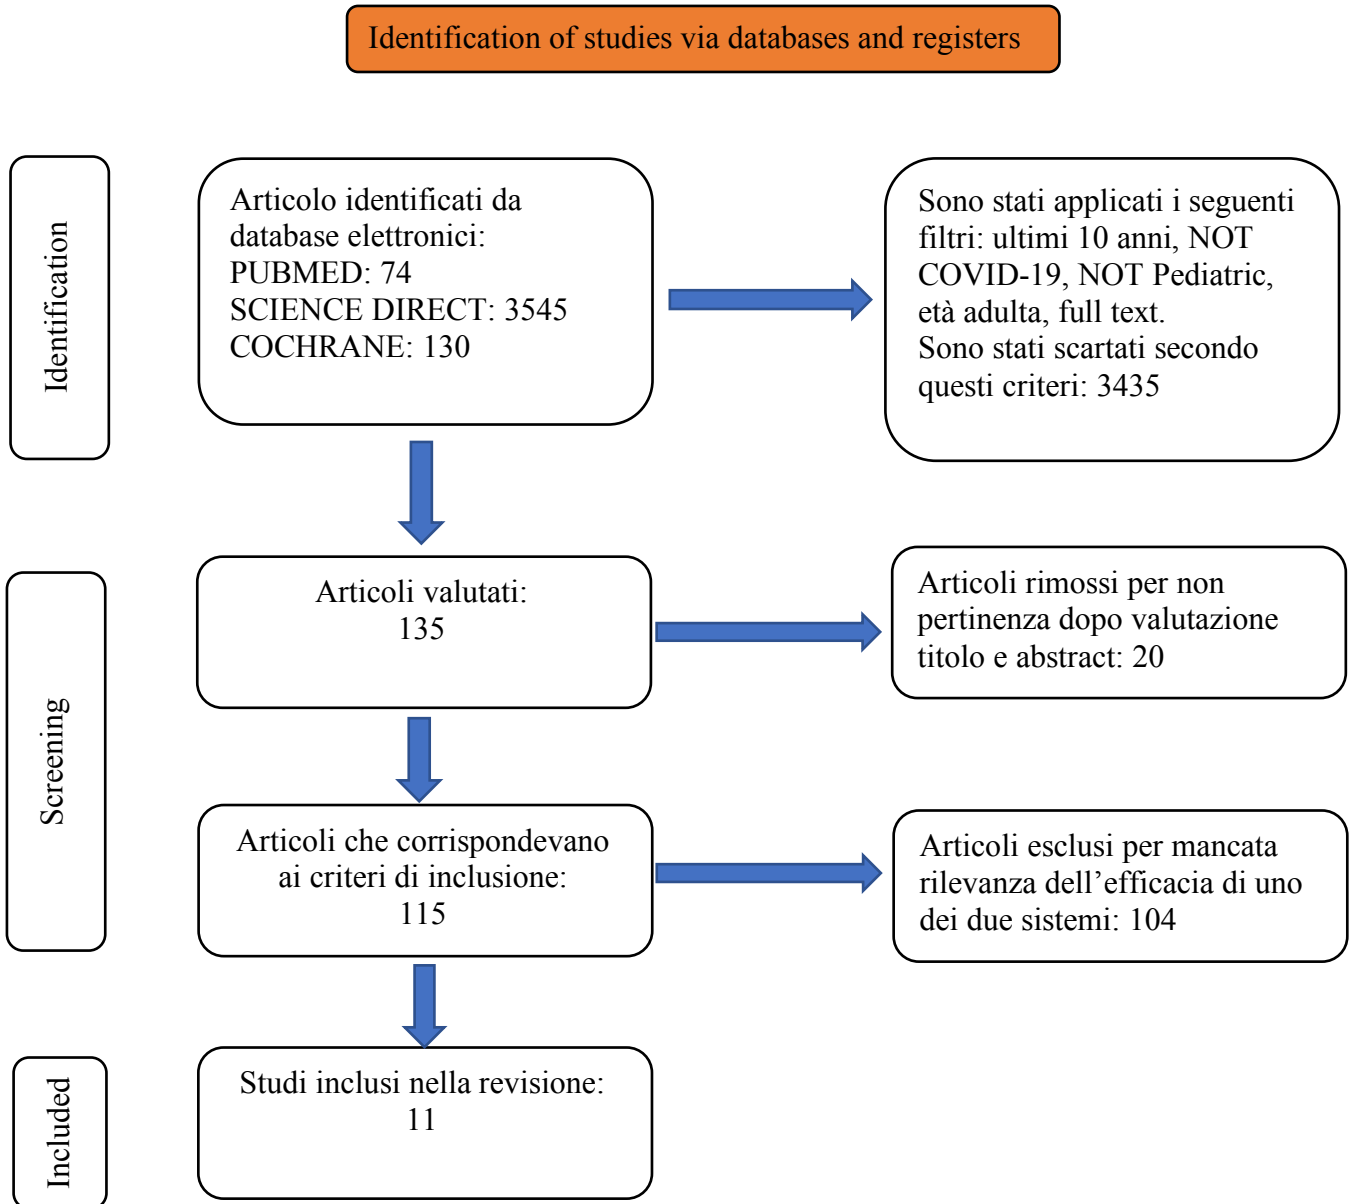 Identification of studies via databases and registers
Identification
Articolo identificati da
database elettronici:
PUBMED: 74
SCIENCE DIRECT: 3545
COCHRANE: 130
Sono stati applicati i seguenti
filtri: ultimi 10 anni, NOT
COVID-19, NOT Pediatric,
età adulta, full text.
Sono stati scartati secondo
questi criteri: 3435
Screening
Articoli valutati:
135
Articoli rimossi per non
pertinenza dopo valutazione
titolo e abstract: 20
Articoli che corrispondevano
ai criteri di inclusione:
115
Articoli esclusi per mancata
rilevanza dell’efficacia di uno
dei due sistemi: 104
Included
Studi inclusi nella revisione:
11